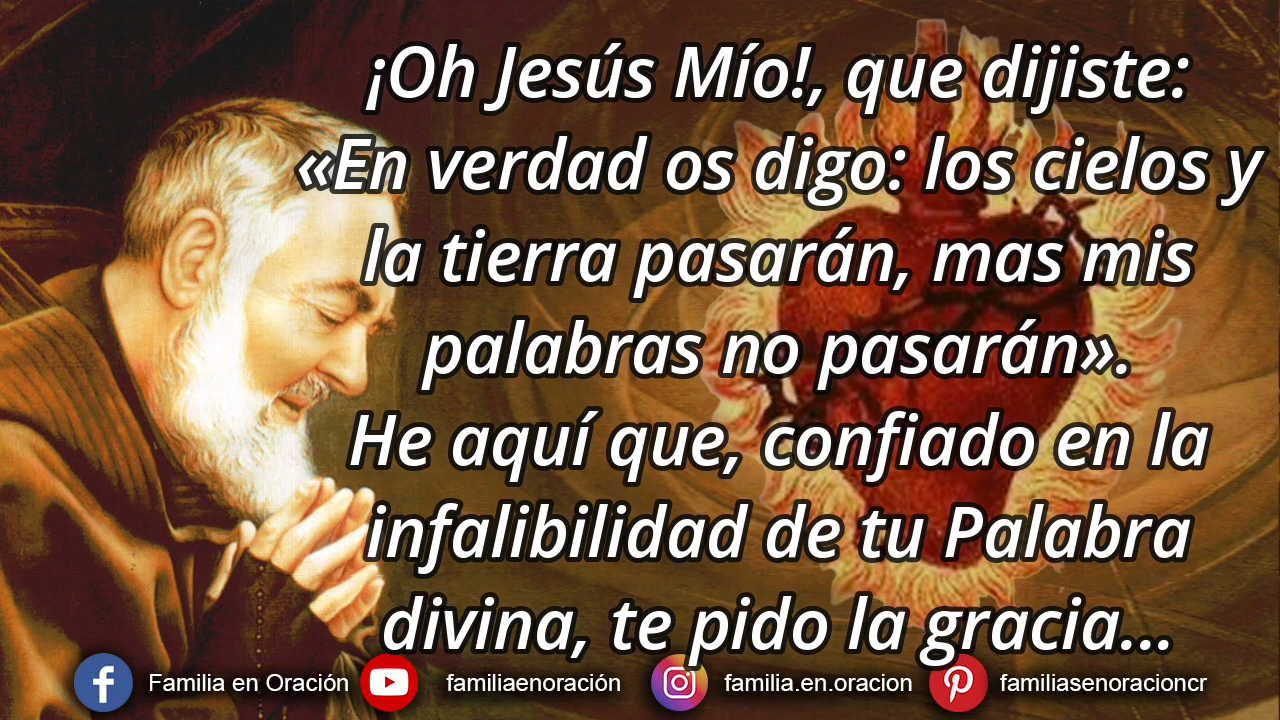 ¡Oh Jesús Mío!, que dijiste:
«En verdad os digo: los cielos y
la tierra pasarán, mas mis
palabras no pasarán».
He aquí que, confiado en la
infalibilidad de tu Palabra
divina, te pido la gracia...
Familia en Oración familiaenoración familia.en.oracion familiasenoracioncr